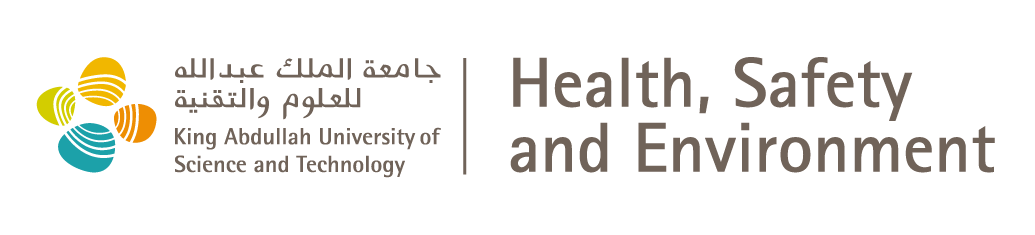 جامعة الملك عبدالله
للعلوم والتقنية
King Abdullah University of
Science and Technology
Health, Safety
and Environment